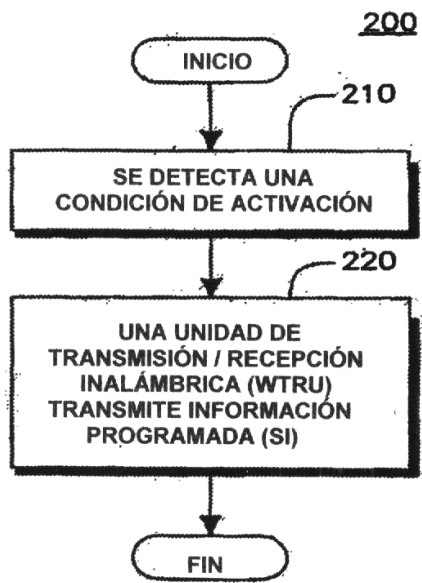 200
INICIO
210
SE DETECTA UNA
CONDICIÓN DE ACTIVACIÓN
220
UNA UNIDAD DE
TRANSMISIÓN / RECEPCIÓN
INALÁMBRICA (WTRU)
TRANSMITE INFORMACIÓN
PROGRAMADA (SI)
FIN